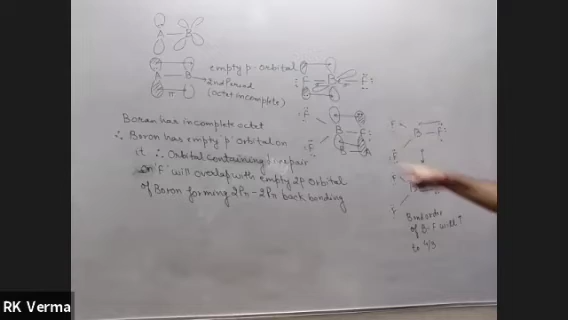 A B
A B
empty p-orbital
2nd Period
(octet incomplete)
π
F B F
F
B F
F
Boron has incomplete octet
∴ Boron has empty 'p' orbital on
it ∴ Orbital containing l.repair
on 'F' will overlap with empty 2p orbital
of Boron forming 2Pπ-2Pπ back bonding
F
B F
F
F
F
Bond order
of B-F will ↑
to 4/3
RK Verma